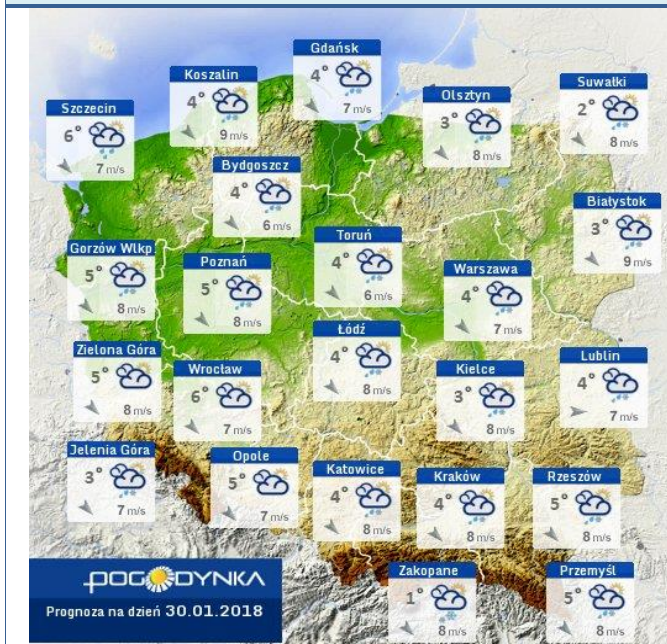 Gdańsk
4°
7 m/s
Koszalin
4°
9 m/s
Suwałki
2°
8 m/s
Olsztyn
3°
8 m/s
Szczecin
6°
7 m/s
Bydgoszcz
4°
6 m/s
Białystok
3°
9 m/s
Toruń
4°
6 m/s
Gorzów Wlkp
5°
8 m/s
Poznań
5°
8 m/s
Warszawa
4°
7 m/s
Łódź
4°
8 m/s
Zielona Góra
5°
8 m/s
Wrocław
6°
7 m/s
Kielce
3°
8 m/s
Lublin
4°
7 m/s
Jelenia Góra
3°
7 m/s
Opole
5°
7 m/s
Katowice
4°
8 m/s
Kraków
4°
8 m/s
Rzeszów
5°
8 m/s
Zakopane
1°
8 m/s
Przemyśl
5°
8 m/s
POGODYNKA
Prognoza na dzień 30.01.2018